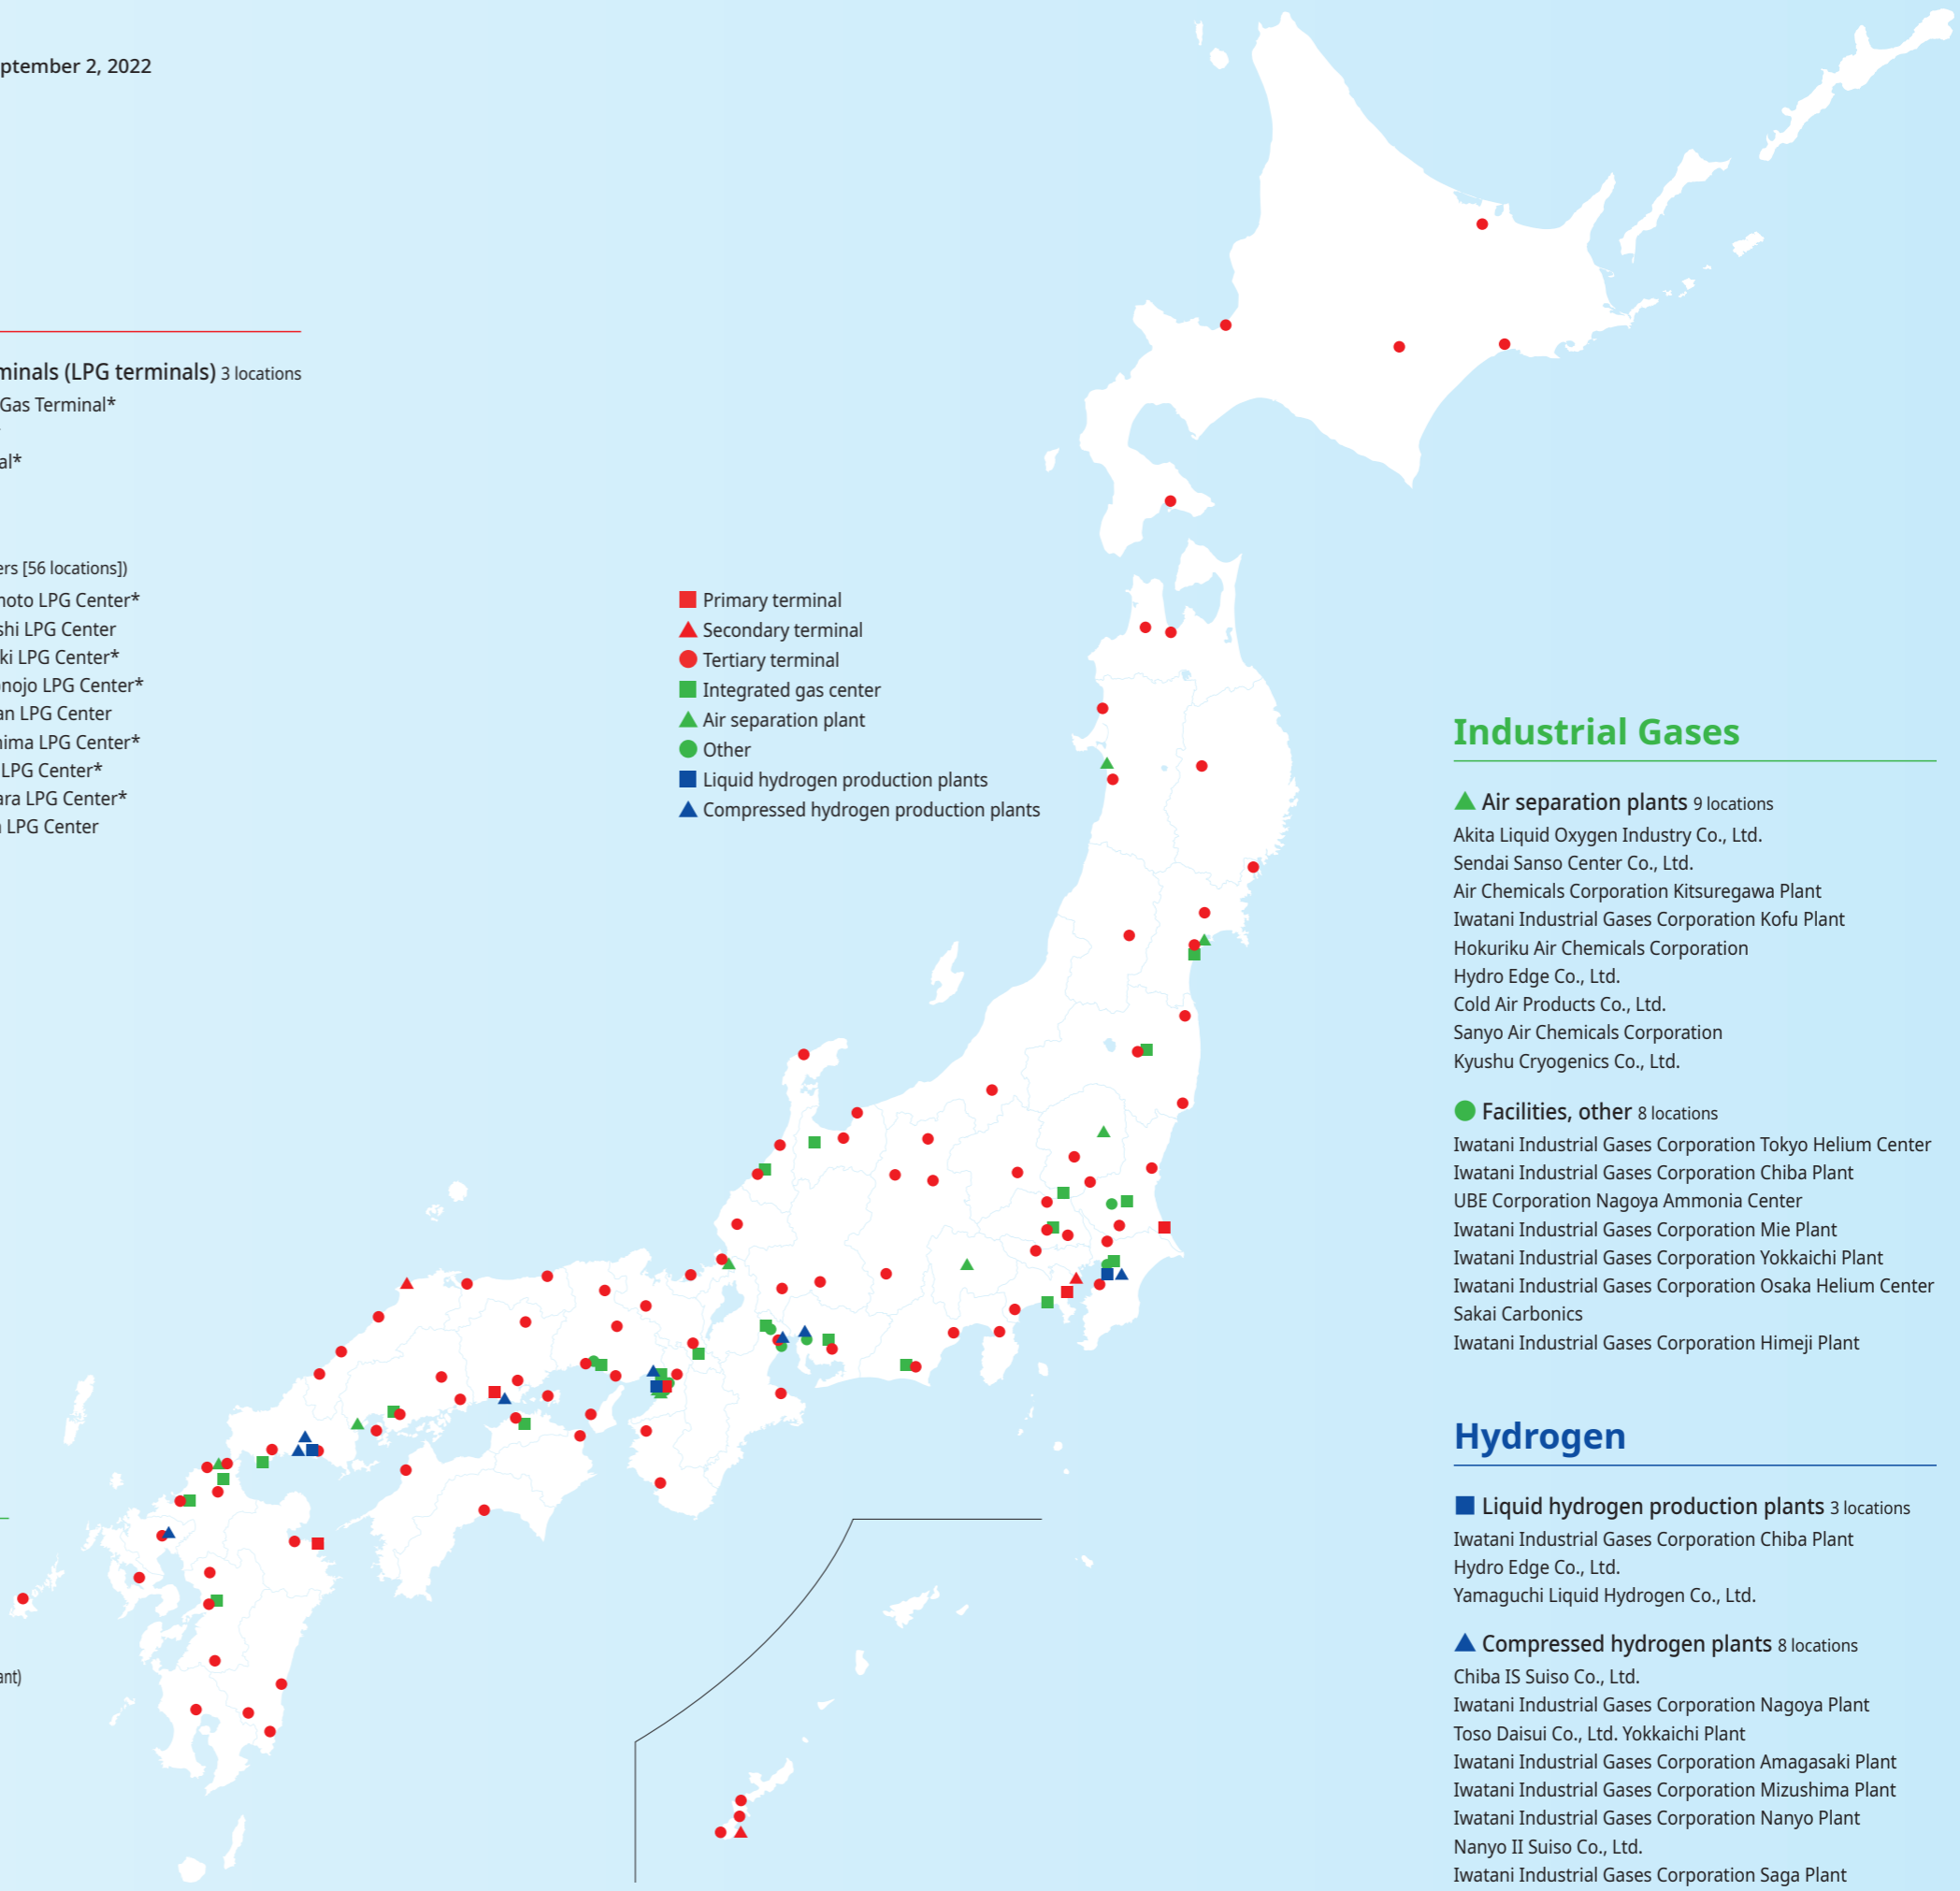 ptember 2, 2022
minals (LPG terminals) 3 locations
Gas Terminal*
al*
ers [56 locations])
moto LPG Center*
shi LPG Center
ki LPG Center*
onojo LPG Center*
an LPG Center
hima LPG Center*
LPG Center*
ara LPG Center*
LPG Center
ant)
Primary terminal
Secondary terminal
Tertiary terminal
Integrated gas center
Air separation plant
Other
Liquid hydrogen production plants
Compressed hydrogen production plants
Industrial Gases
Air separation plants 9 locations
Akita Liquid Oxygen Industry Co., Ltd.
Sendai Sanso Center Co., Ltd.
Air Chemicals Corporation Kitsuregawa Plant
Iwatani Industrial Gases Corporation Kofu Plant
Hokuriku Air Chemicals Corporation
Hydro Edge Co., Ltd.
Cold Air Products Co., Ltd.
Sanyo Air Chemicals Corporation
Kyushu Cryogenics Co., Ltd.
Facilities, other 8 locations
Iwatani Industrial Gases Corporation Tokyo Helium Center
Iwatani Industrial Gases Corporation Chiba Plant
UBE Corporation Nagoya Ammonia Center
Iwatani Industrial Gases Corporation Mie Plant
Iwatani Industrial Gases Corporation Yokkaichi Plant
Iwatani Industrial Gases Corporation Osaka Helium Center
Sakai Carbonics
Iwatani Industrial Gases Corporation Himeji Plant
Hydrogen
Liquid hydrogen production plants 3 locations
Iwatani Industrial Gases Corporation Chiba Plant
Hydro Edge Co., Ltd.
Yamaguchi Liquid Hydrogen Co., Ltd.
Compressed hydrogen plants 8 locations
Chiba IS Suiso Co., Ltd.
Iwatani Industrial Gases Corporation Nagoya Plant
Toso Daisui Co., Ltd. Yokkaichi Plant
Iwatani Industrial Gases Corporation Amagasaki Plant
Iwatani Industrial Gases Corporation Mizushima Plant
Iwatani Industrial Gases Corporation Nanyo Plant
Nanyo II Suiso Co., Ltd.
Iwatani Industrial Gases Corporation Saga Plant